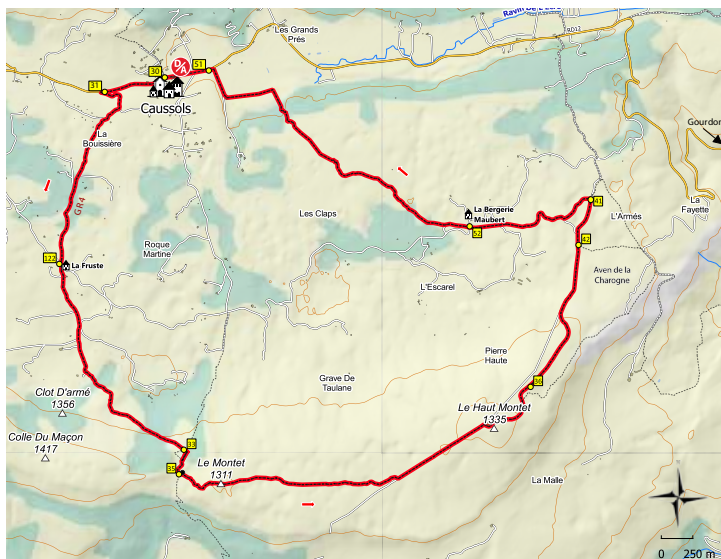 Ravin De L'
RD12
Les Grands
Prés
51
D/A
30
31
Caussols
Gourdon
La
Bouissière
GR4
La Bergerie
Maubert
52
41
L'Armés
La
Fayette
Les Claps
42
Roque
Martine
122
La Fruste
Aven de la
Charogne
L'Escarel
Pierre
Haute
36
Grave De
Taulane
Clot D'armé
1356
Le Haut Montet
1335
Colle Du Maçon
1417
33
35
Le Montet
1311
La Malle
0 250 m